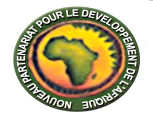 NOUVEAU PARTENARIAT POUR LE DEVELOPPEMENT DE L'AFRIQUE